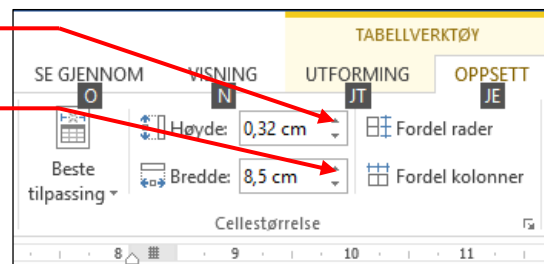 TABELLVERKTØY
SE GJENNOM VISNING UTFORMING OPPSETT
O N JT JE
Høyde: 0,32 cm Fordel rader
Beste tilpassing
Bredde: 8,5 cm Fordel kolonner
Cellestørrelse
8 9 10 11